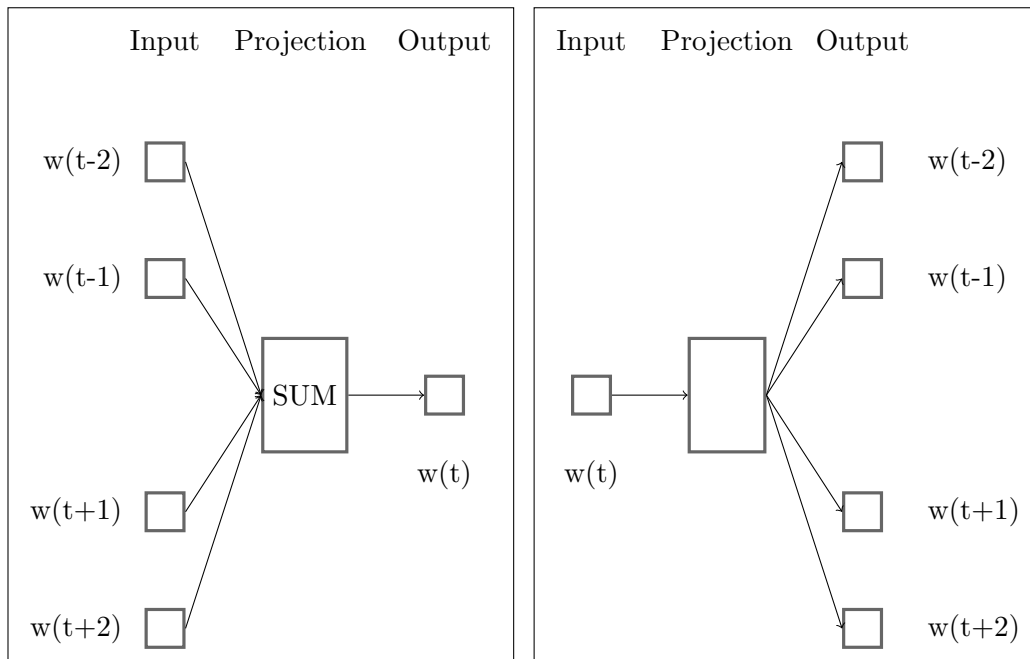 Input Projection Output
w(t-2)
w(t-1)
SUM
w(t)
w(t+1)
w(t+2)
Input Projection Output
w(t-2)
w(t-1)
w(t)
w(t+1)
w(t+2)